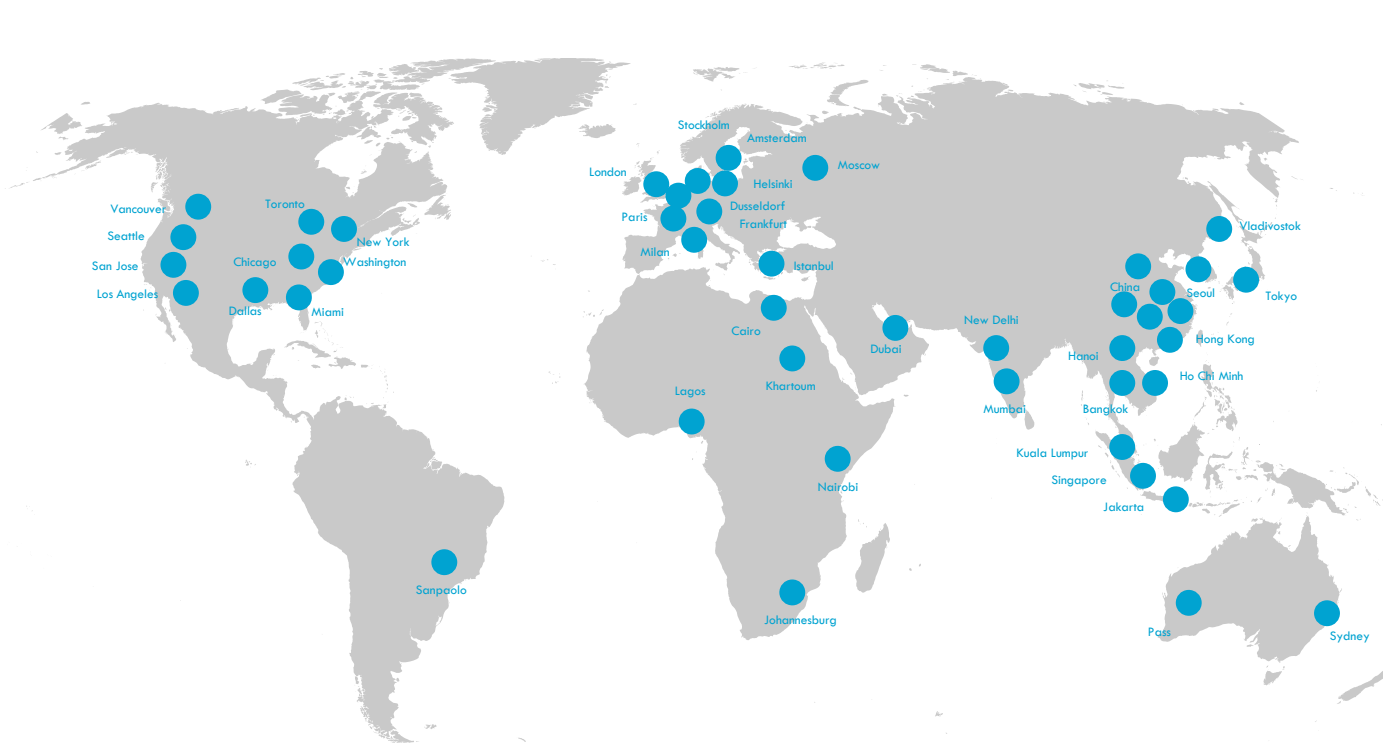 Stockholm
Amsterdam
London
Moscow
Helsinki
Vancouver
Toronto
Dusseldorf
Paris
Frankfurt
Vladivostok
Seattle
New York
Milan
San Jose
Chicago
Washington
Istanbul
China
Seoul
Los Angeles
Tokyo
Dallas
Miami
Cairo
New Delhi
Hong Kong
Dubai
Hanoi
Khartoum
Ho Chi Minh
Lagos
Mumbai
Bangkok
Kuala Lumpur
Singapore
Nairobi
Jakarta
Sanpaolo
Johannesburg
Pass
Sydney